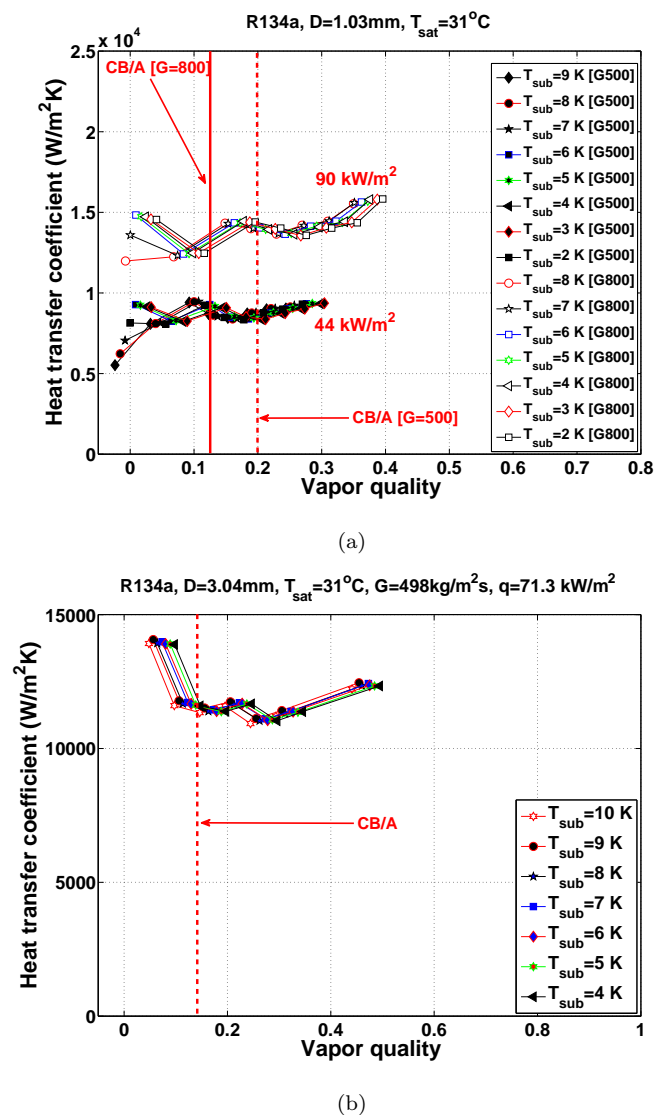 R134a, D=1.03mm, T_sat=31°C
x 10^4
2.5
2
1.5
1
0.5
0
0
0.1
0.2
0.3
0.4
0.5
0.6
0.7
0.8
Heat transfer coefficient (W/m²K)
Vapor quality
CB/A [G=800]
90 kW/m²
44 kW/m²
CB/A [G=500]
T_sub=9 K [G500]
T_sub=8 K [G500]
T_sub=7 K [G500]
T_sub=6 K [G500]
T_sub=5 K [G500]
T_sub=4 K [G500]
T_sub=3 K [G500]
T_sub=2 K [G500]
T_sub=8 K [G800]
T_sub=7 K [G800]
T_sub=6 K [G800]
T_sub=5 K [G800]
T_sub=4 K [G800]
T_sub=3 K [G800]
T_sub=2 K [G800]
(a)
R134a, D=3.04mm, T_sat=31°C, G=498kg/m²s, q=71.3 kW/m²
15000
10000
5000
0
0
0.2
0.4
0.6
0.8
1
Heat transfer coefficient (W/m²K)
Vapor quality
CB/A
T_sub=10 K
T_sub=9 K
T_sub=8 K
T_sub=7 K
T_sub=6 K
T_sub=5 K
T_sub=4 K
(b)